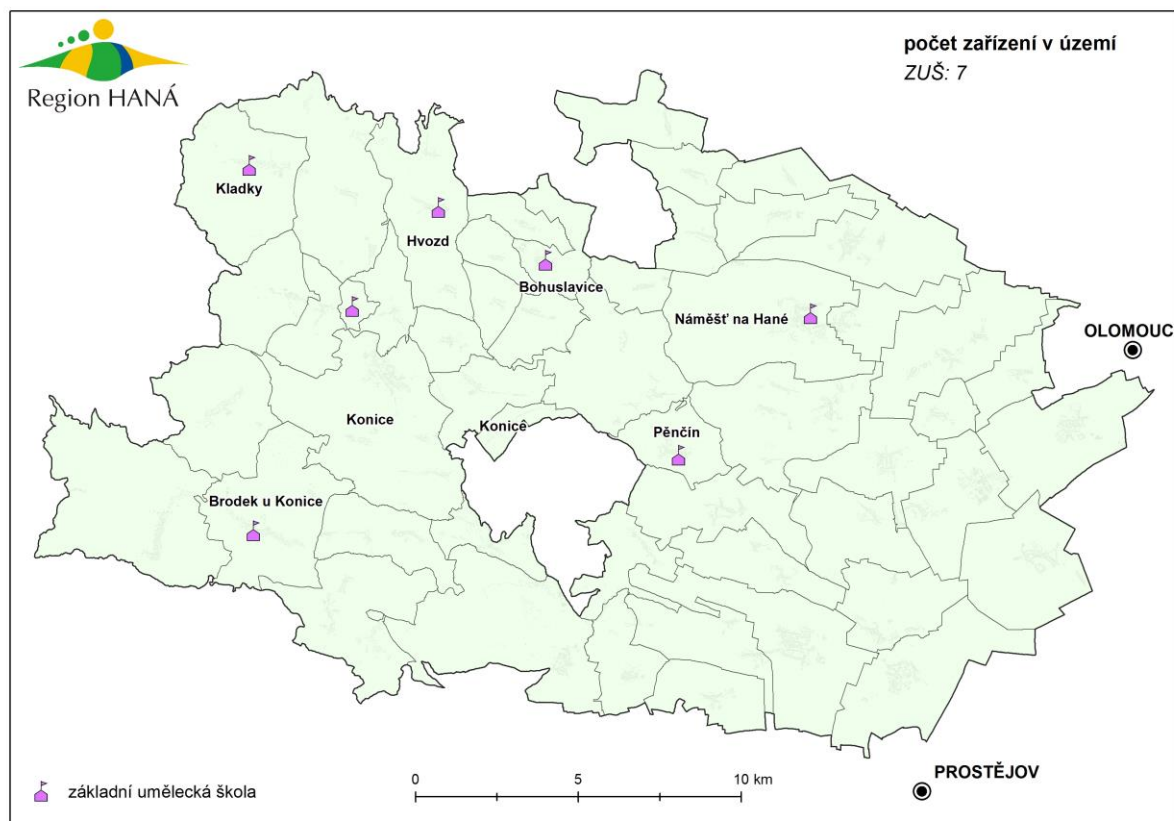 Region HANÁ
počet zařízení v území
ZUŠ: 7
Kladky
Hvozd
Bohuslavice
Náměšť na Hané
OLOMOUC
Konice
Konice
Pěnčín
Brodek u Konice
základní umělecká škola
0 5 10 km
PROSTĚJOV